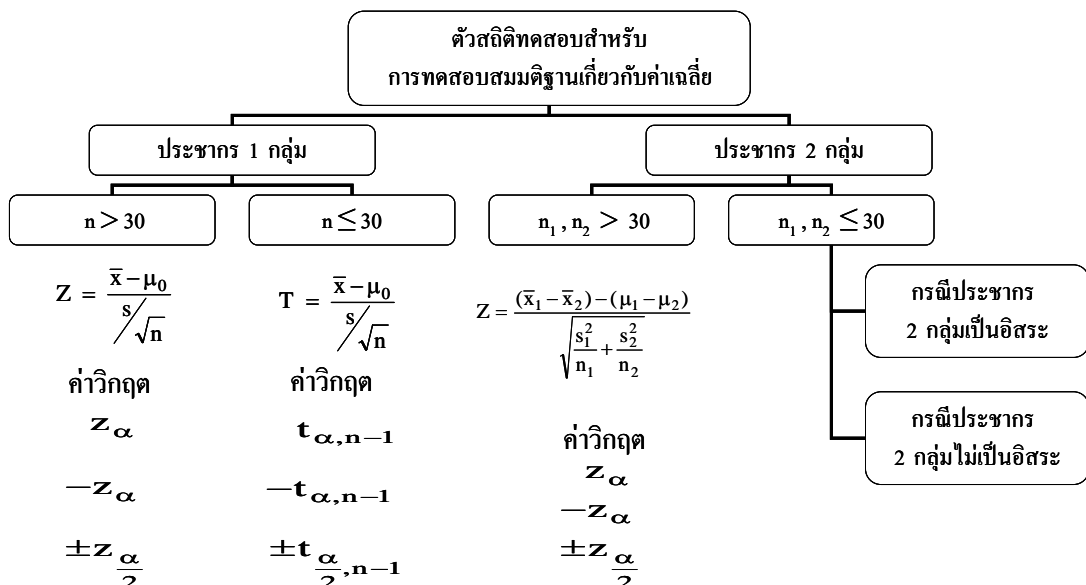 ตัวสถิติทดสอบสำหรับ
การทดสอบสมมติฐานเกี่ยวกับค่าเฉลี่ย
ประชากร 1 กลุ่ม
ประชากร 2 กลุ่ม
n > 30
n ≤ 30
n₁ , n₂ > 30
n₁ , n₂ ≤ 30
Z = (x̄ − μ₀) / (s/√n)
T = (x̄ − μ₀) / (s/√n)
Z = ((x̄₁ − x̄₂) − (μ₁ − μ₂)) / √(s₁²/n₁ + s₂²/n₂)
กรณีประชากร
2 กลุ่มเป็นอิสระ
กรณีประชากร
2 กลุ่มไม่เป็นอิสระ
ค่าวิกฤต
z_α
−z_α
±z_(α/2)
ค่าวิกฤต
t_(α,n−1)
−t_(α,n−1)
±t_(α/2,n−1)
ค่าวิกฤต
z_α
−z_α
±z_(α/2)